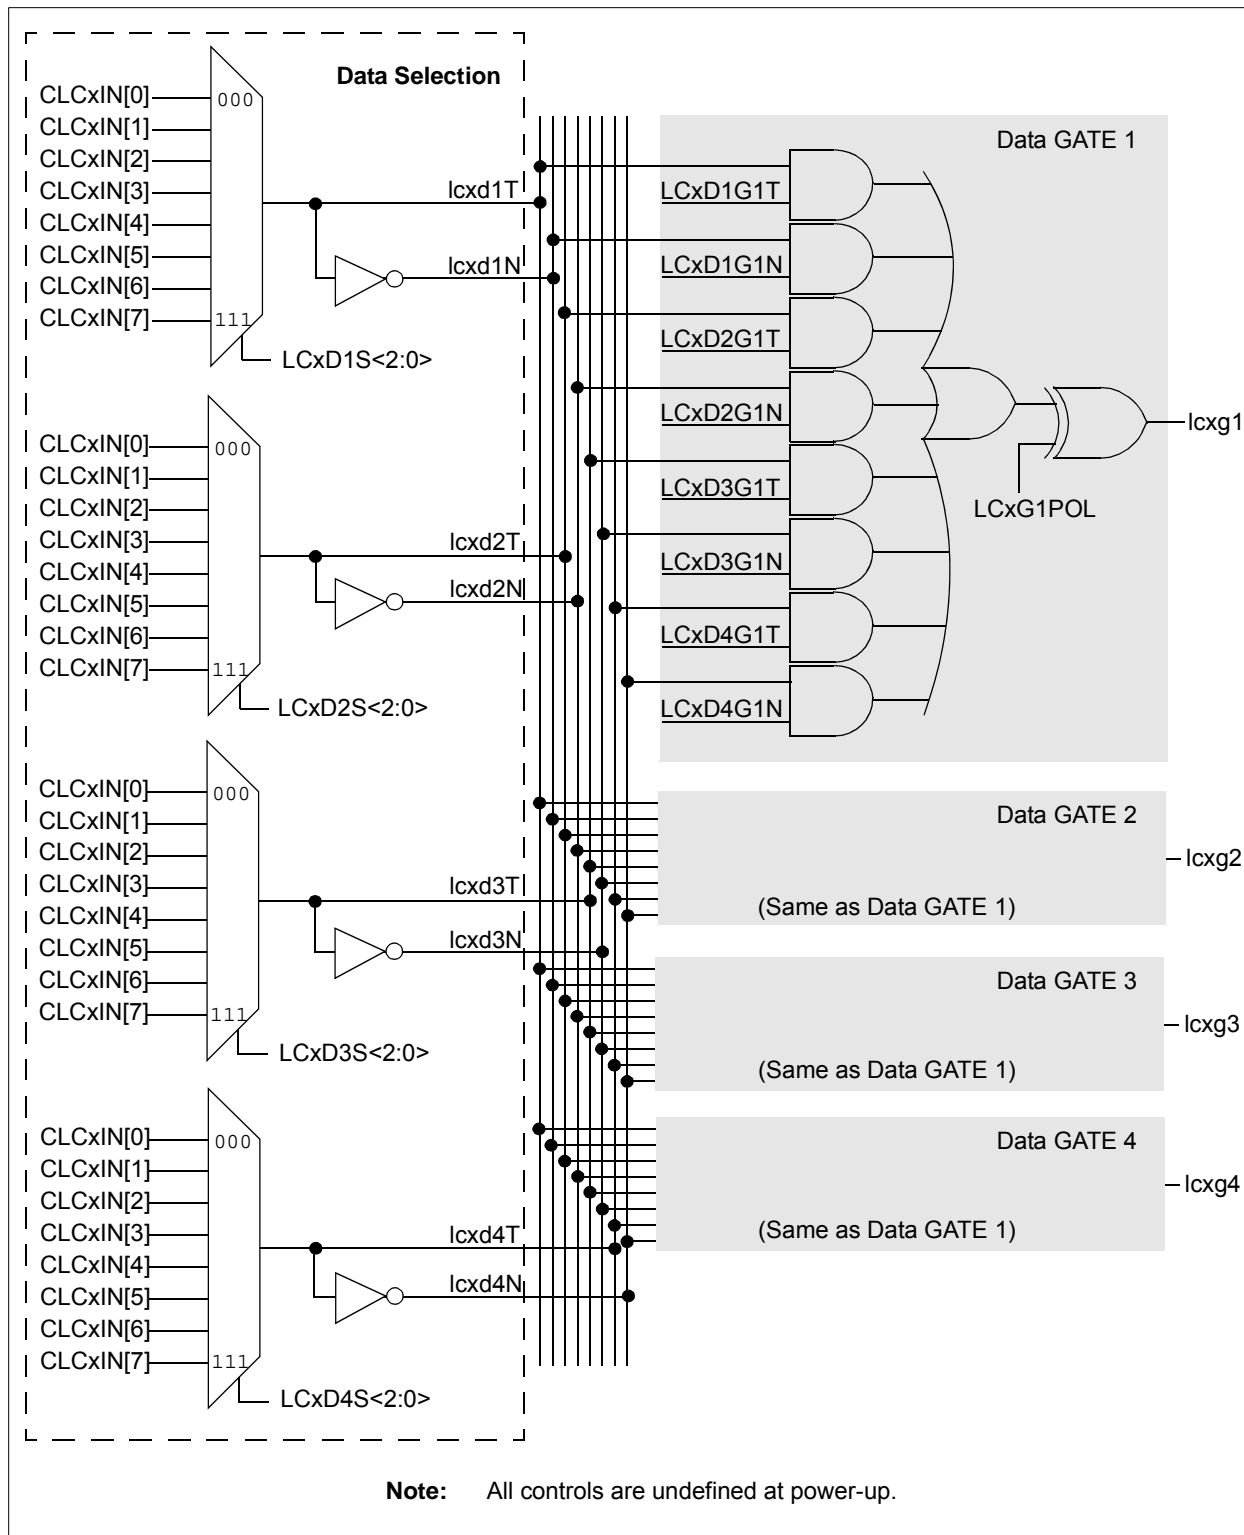 Data Selection
CLCxIN[0]
CLCxIN[1]
CLCxIN[2]
CLCxIN[3]
CLCxIN[4]
CLCxIN[5]
CLCxIN[6]
CLCxIN[7]
000
111
LCxD1S<2:0>
lcxd1T
lcxd1N
CLCxIN[0]
CLCxIN[1]
CLCxIN[2]
CLCxIN[3]
CLCxIN[4]
CLCxIN[5]
CLCxIN[6]
CLCxIN[7]
000
111
LCxD2S<2:0>
lcxd2T
lcxd2N
CLCxIN[0]
CLCxIN[1]
CLCxIN[2]
CLCxIN[3]
CLCxIN[4]
CLCxIN[5]
CLCxIN[6]
CLCxIN[7]
000
111
LCxD3S<2:0>
lcxd3T
lcxd3N
CLCxIN[0]
CLCxIN[1]
CLCxIN[2]
CLCxIN[3]
CLCxIN[4]
CLCxIN[5]
CLCxIN[6]
CLCxIN[7]
000
111
LCxD4S<2:0>
lcxd4T
lcxd4N
Data GATE 1
LCxD1G1T
LCxD1G1N
LCxD2G1T
LCxD2G1N
LCxD3G1T
LCxD3G1N
LCxD4G1T
LCxD4G1N
LCxG1POL
lcxg1
Data GATE 2
(Same as Data GATE 1)
lcxg2
Data GATE 3
(Same as Data GATE 1)
lcxg3
Data GATE 4
(Same as Data GATE 1)
lcxg4
Note: All controls are undefined at power-up.